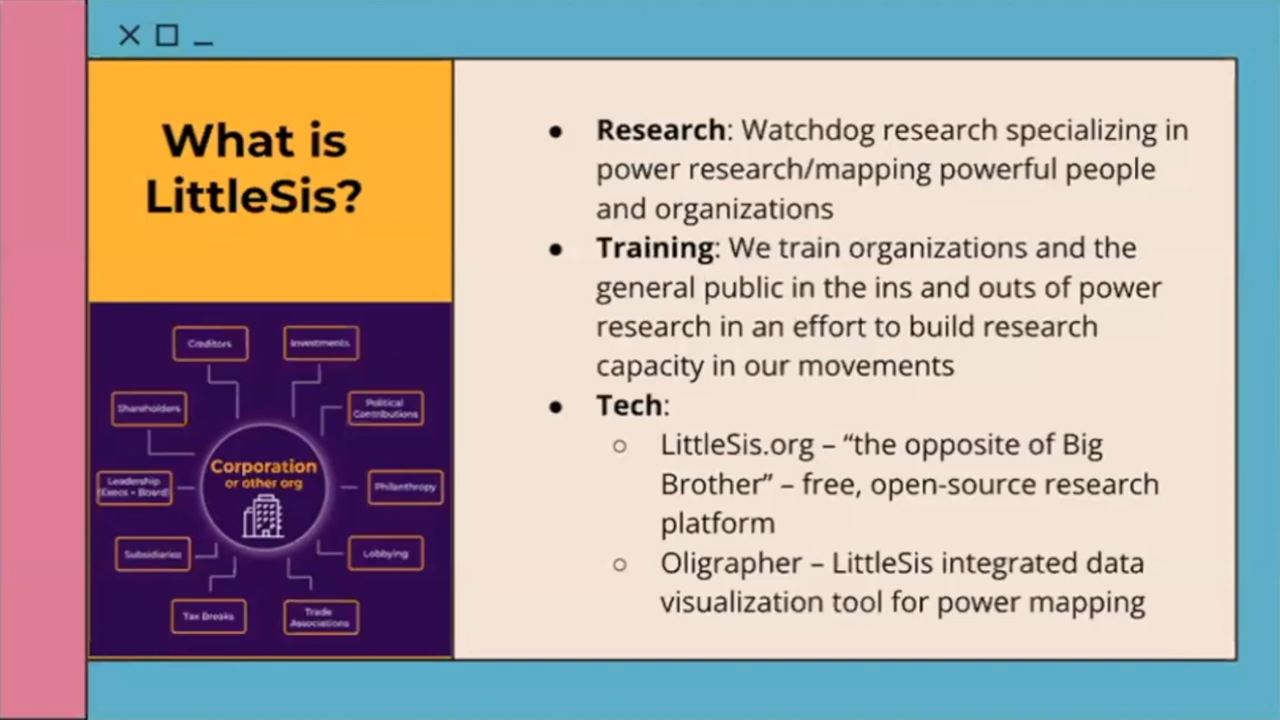 What is
LittleSis?
Creditors
Investments
Shareholders
Political
Contributions
Corporation
or other org
Leadership
(Execs + Board)
Philanthropy
Subsidiaries
Lobbying
Tax Breaks
Trade
Associations
● Research: Watchdog research specializing in
power research/mapping powerful people
and organizations
● Training: We train organizations and the
general public in the ins and outs of power
research in an effort to build research
capacity in our movements
● Tech:
○ LittleSis.org – “the opposite of Big
Brother” – free, open-source research
platform
○ Oligrapher – LittleSis integrated data
visualization tool for power mapping